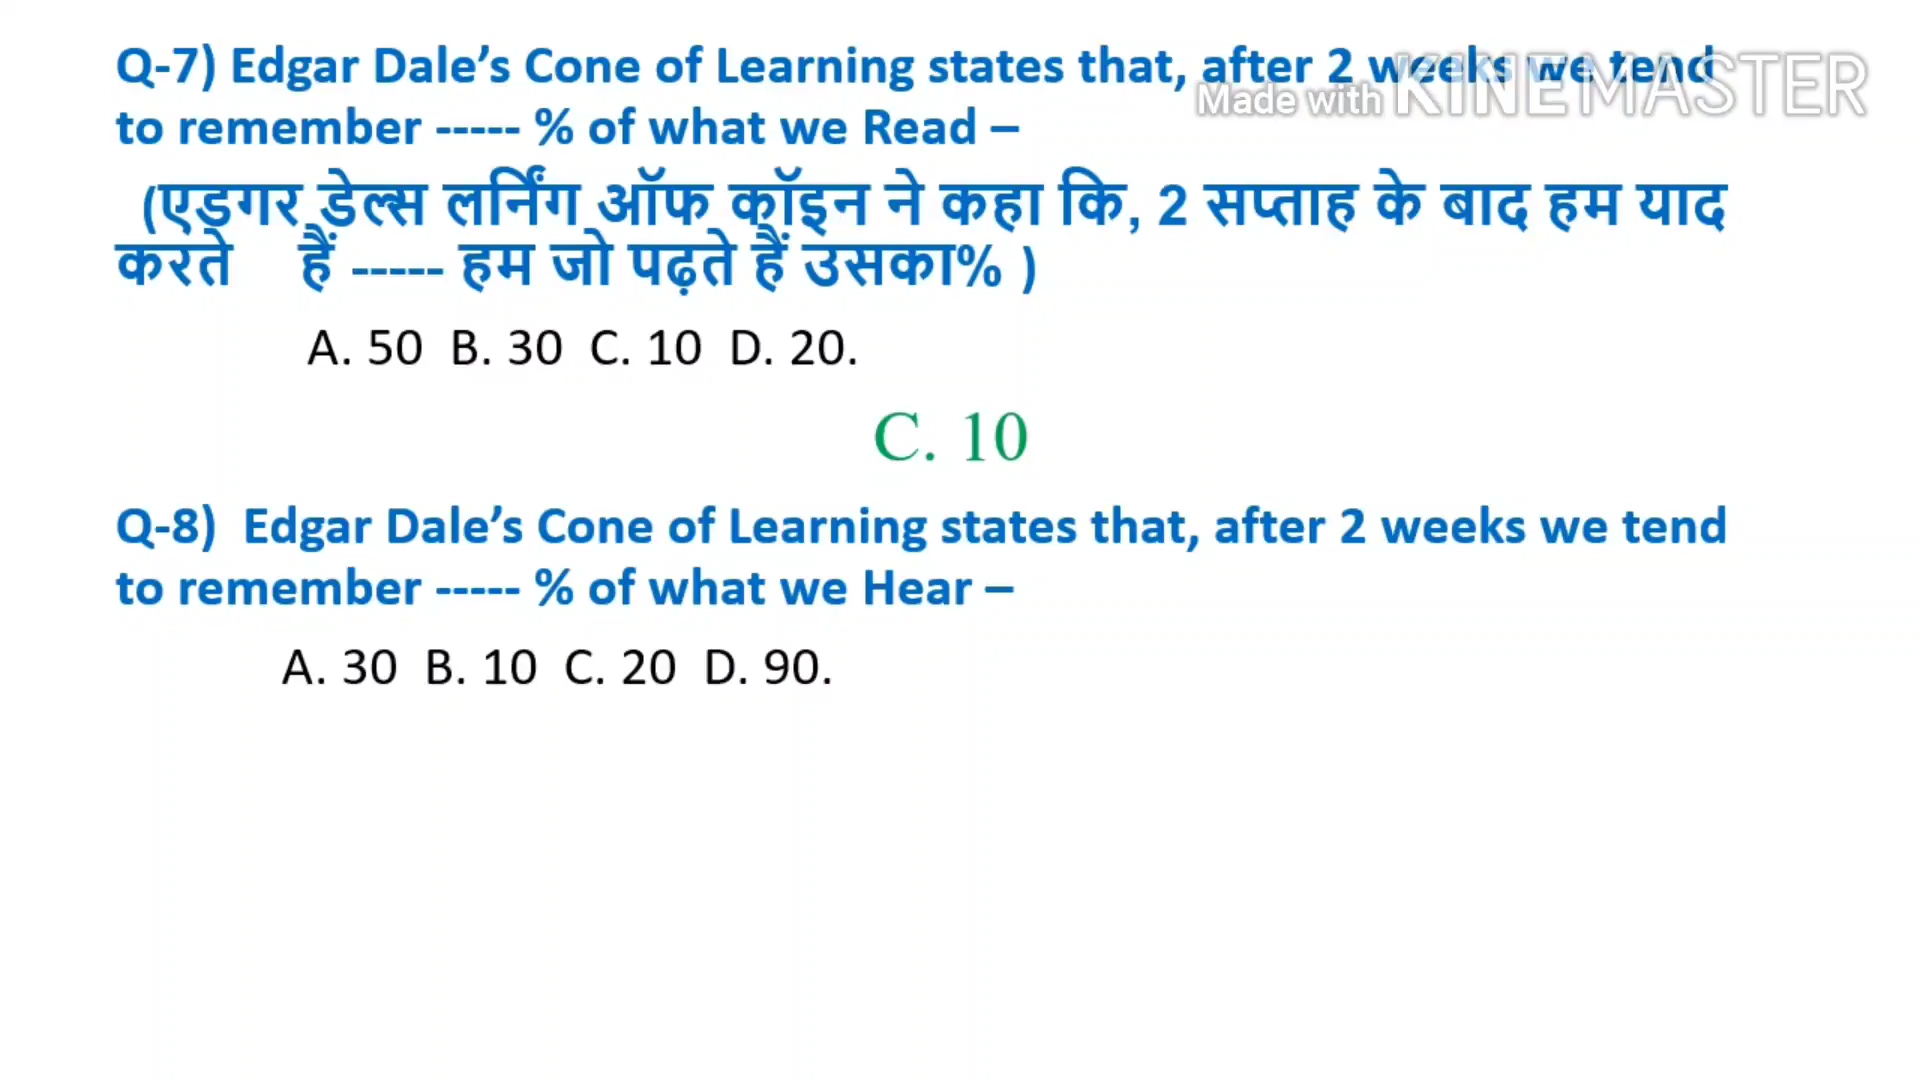 Q-7) Edgar Dale’s Cone of Learning states that, after 2 weeks we tend
Made with KINEMASTER
to remember ----- % of what we Read –
(एडगर डेल्स लर्निंग ऑफ कॉइन ने कहा कि, 2 सप्ताह के बाद हम याद
करते हैं ----- हम जो पढ़ते हैं उसका% )
A. 50 B. 30 C. 10 D. 20.
C. 10
Q-8) Edgar Dale’s Cone of Learning states that, after 2 weeks we tend
to remember ----- % of what we Hear –
A. 30 B. 10 C. 20 D. 90.